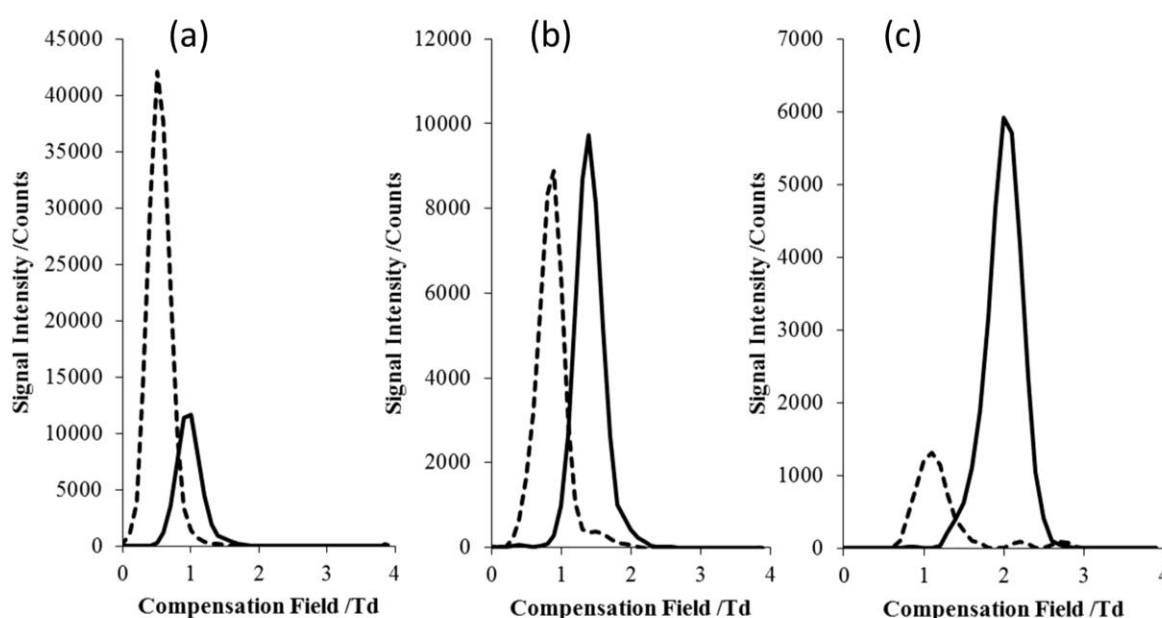 (a)
45000
40000
35000
30000
25000
20000
15000
10000
5000
0
0 1 2 3 4
Signal Intensity /Counts
Compensation Field /Td
(b)
12000
10000
8000
6000
4000
2000
0
0 1 2 3 4
Signal Intensity /Counts
Compensation Field /Td
(c)
7000
6000
5000
4000
3000
2000
1000
0
0 1 2 3 4
Signal Intensity /Counts
Compensation Field /Td